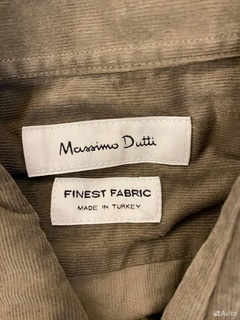 Massimo Dutti
FINEST FABRIC
MADE IN TURKEY
Avito